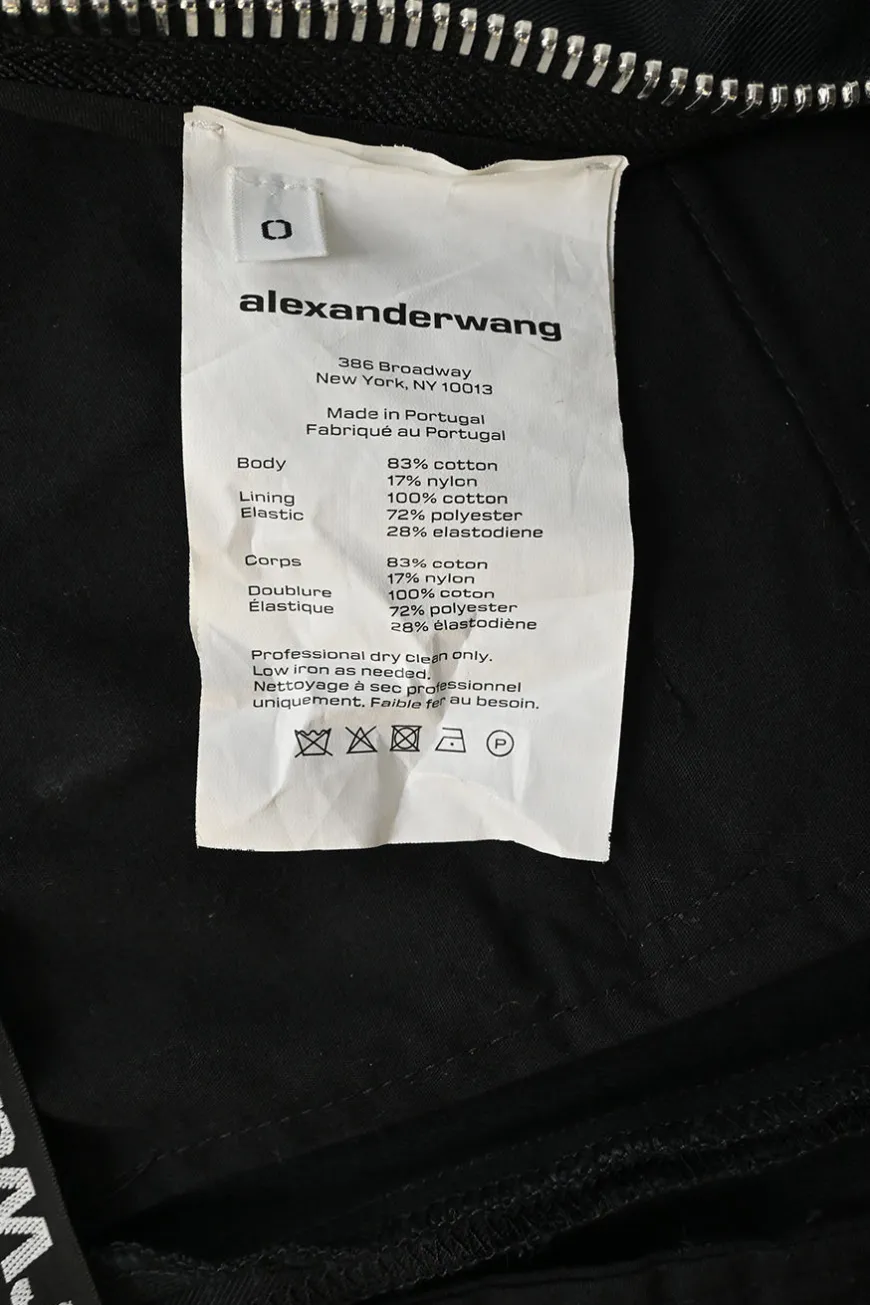 0
alexanderwang
386 Broadway
New York, NY 10013
Made in Portugal
Fabriqué au Portugal
Body 83% cotton
17% nylon
Lining 100% cotton
Elastic 72% polyester
28% elastodiene
Corps 83% coton
17% nylon
Doublure 100% coton
Élastique 72% polyester
28% élastodiène
Professional dry clean only.
Low iron as needed.
Nettoyage à sec professionnel
uniquement. Faible fer au besoin.
P